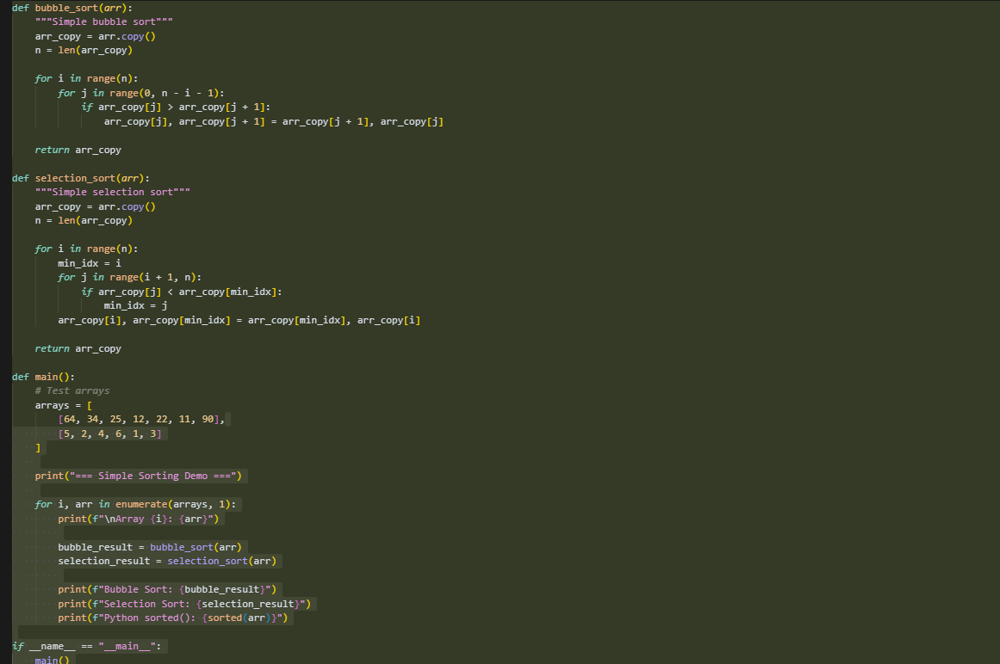 def bubble_sort(arr):
    """Simple bubble sort"""
    arr_copy = arr.copy()
    n = len(arr_copy)

    for i in range(n):
        for j in range(0, n - i - 1):
            if arr_copy[j] > arr_copy[j + 1]:
                arr_copy[j], arr_copy[j + 1] = arr_copy[j + 1], arr_copy[j]

    return arr_copy

def selection_sort(arr):
    """Simple selection sort"""
    arr_copy = arr.copy()
    n = len(arr_copy)

    for i in range(n):
        min_idx = i
        for j in range(i + 1, n):
            if arr_copy[j] < arr_copy[min_idx]:
                min_idx = j
        arr_copy[i], arr_copy[min_idx] = arr_copy[min_idx], arr_copy[i]

    return arr_copy

def main():
    # Test arrays
    arrays = [
        [64, 34, 25, 12, 22, 11, 90],
        [5, 2, 4, 6, 1, 3]
    ]

    print("=== Simple Sorting Demo ===")

    for i, arr in enumerate(arrays, 1):
        print(f"\nArray {i}: {arr}")

        bubble_result = bubble_sort(arr)
        selection_result = selection_sort(arr)

        print(f"Bubble Sort: {bubble_result}")
        print(f"Selection Sort: {selection_result}")
        print(f"Python sorted(): {sorted(arr)}")

if __name__ == "__main__":
    main()